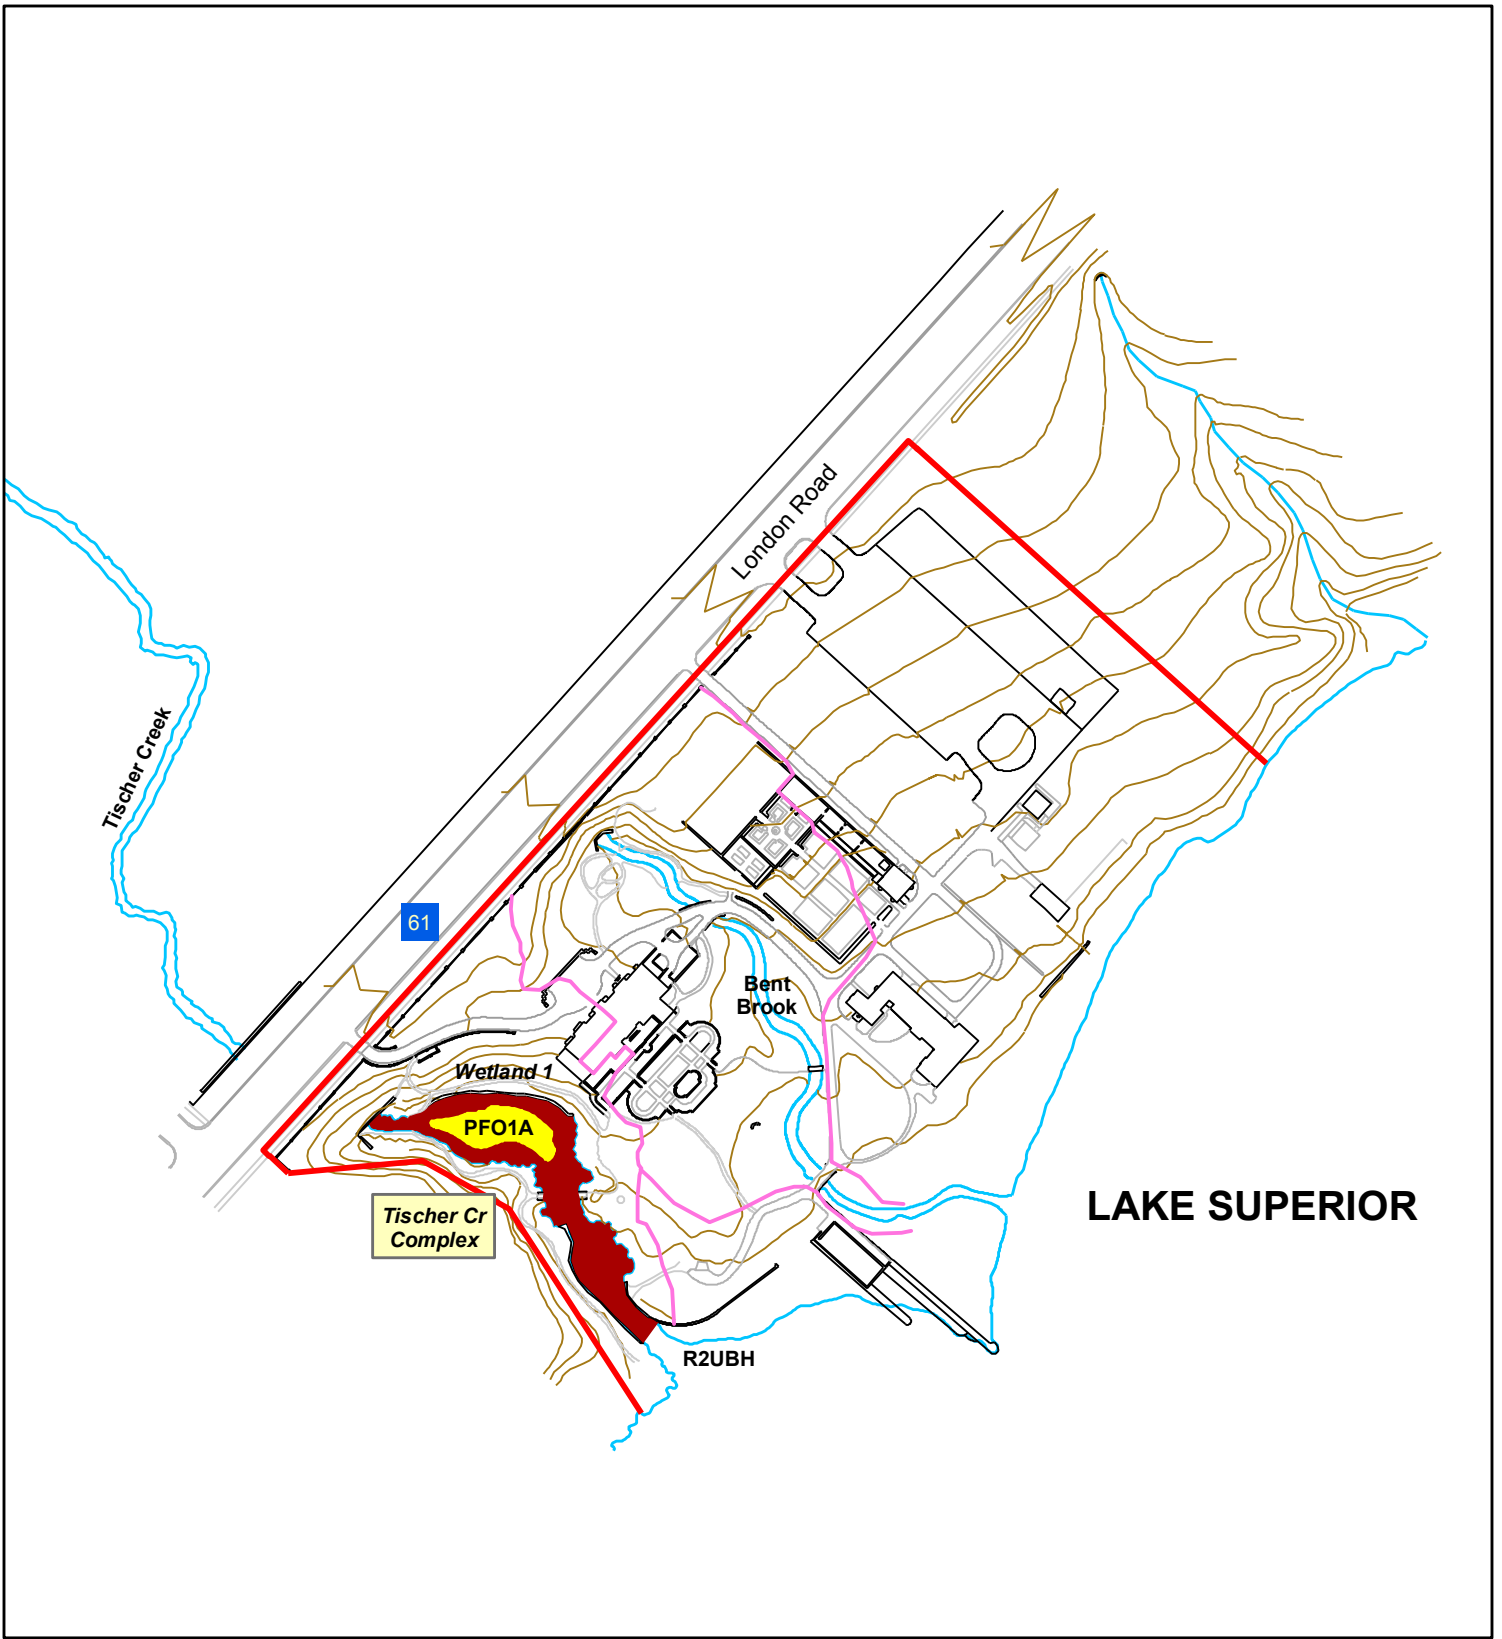 London Road
Tischer Creek
61
Bent
Brook
Wetland 1
PFO1A
Tischer Cr
Complex
LAKE SUPERIOR
R2UBH